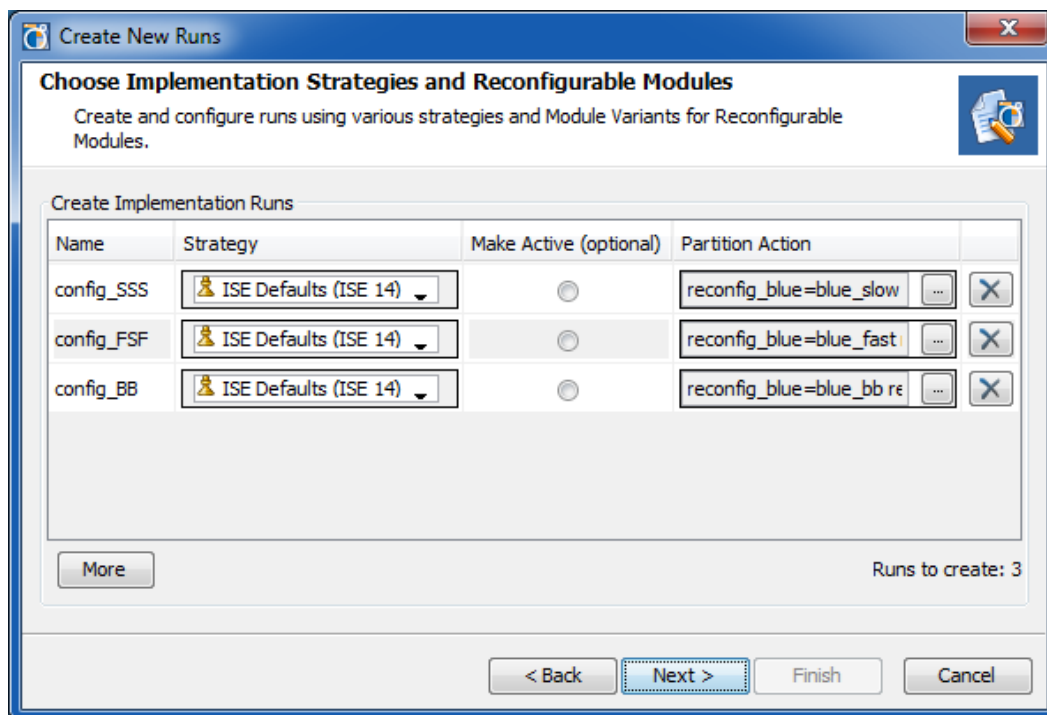 Create New Runs
Choose Implementation Strategies and Reconfigurable Modules
Create and configure runs using various strategies and Module Variants for Reconfigurable
Modules.
Create Implementation Runs
Name Strategy Make Active (optional) Partition Action
config_SSS ISE Defaults (ISE 14) reconfig_blue=blue_slow ...
config_FSF ISE Defaults (ISE 14) reconfig_blue=blue_fast ...
config_BB ISE Defaults (ISE 14) reconfig_blue=blue_bb re ...
More Runs to create: 3
< Back Next > Finish Cancel